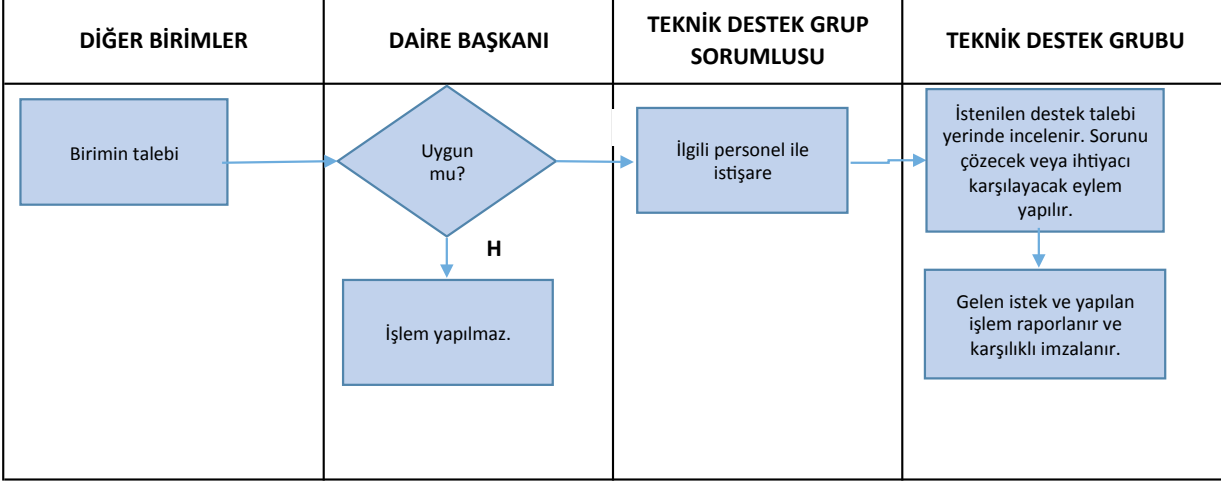 DİĞER BİRİMLER
DAİRE BAŞKANI
TEKNİK DESTEK GRUP
SORUMLUSU
TEKNİK DESTEK GRUBU
Birimin talebi
Uygun
mu?
H
İşlem yapılmaz.
İlgili personel ile
istişare
İstenilen destek talebi
yerinde incelenir. Sorunu
çözecek veya ihtiyacı
karşılayacak eylem
yapılır.
Gelen istek ve yapılan
işlem raporlanır ve
karşılıklı imzalanır.